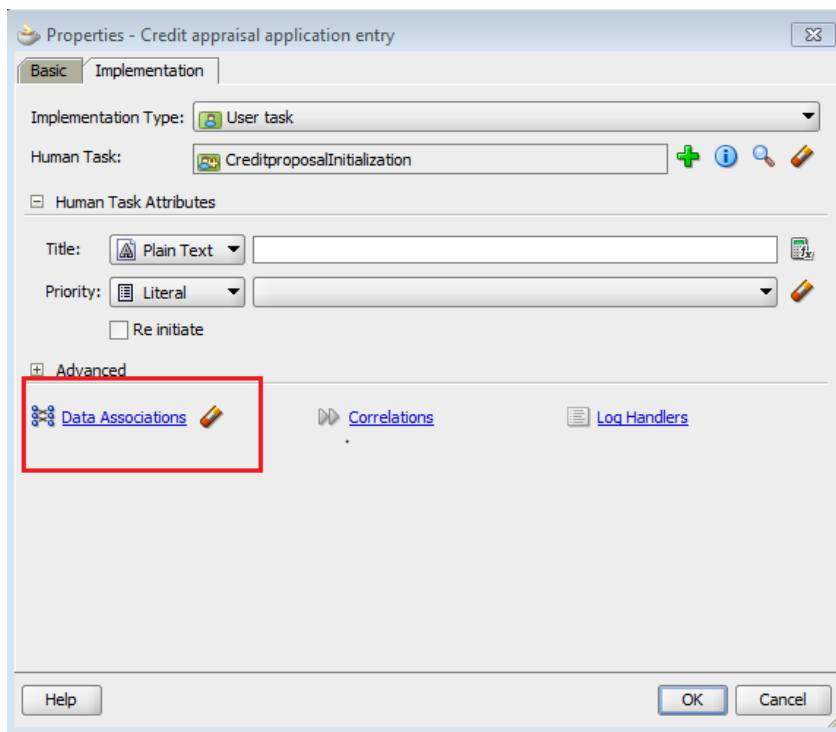 Properties - Credit appraisal application entry
Basic Implementation
Implementation Type: User task
Human Task: CreditproposalInitialization
Human Task Attributes
Title: Plain Text
Priority: Literal
Re initiate
Advanced
Data Associations Correlations Log Handlers
Help OK Cancel